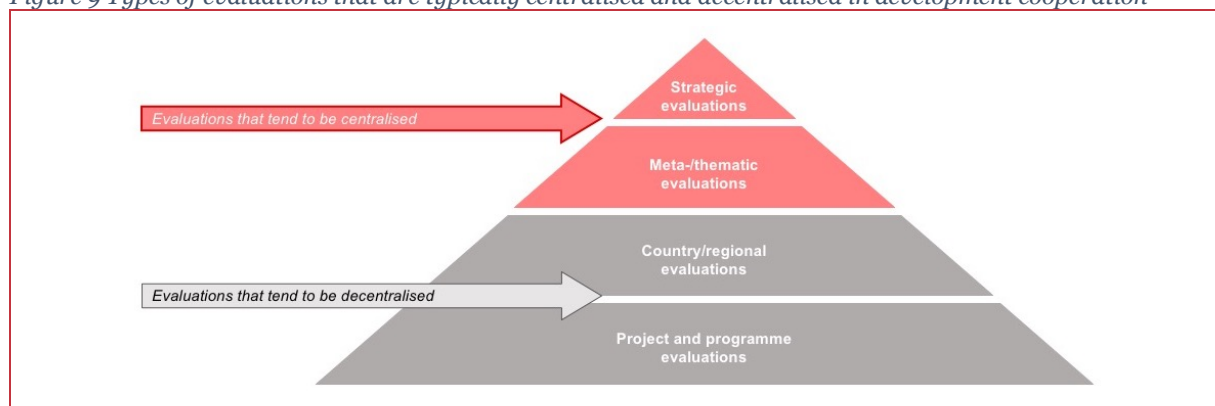 Figure 9 Types of evaluations that are typically centralised and decentralised in development cooperation
Strategic
evaluations
Evaluations that tend to be centralised
Meta-/thematic
evaluations
Country/regional
evaluations
Evaluations that tend to be decentralised
Project and programme
evaluations